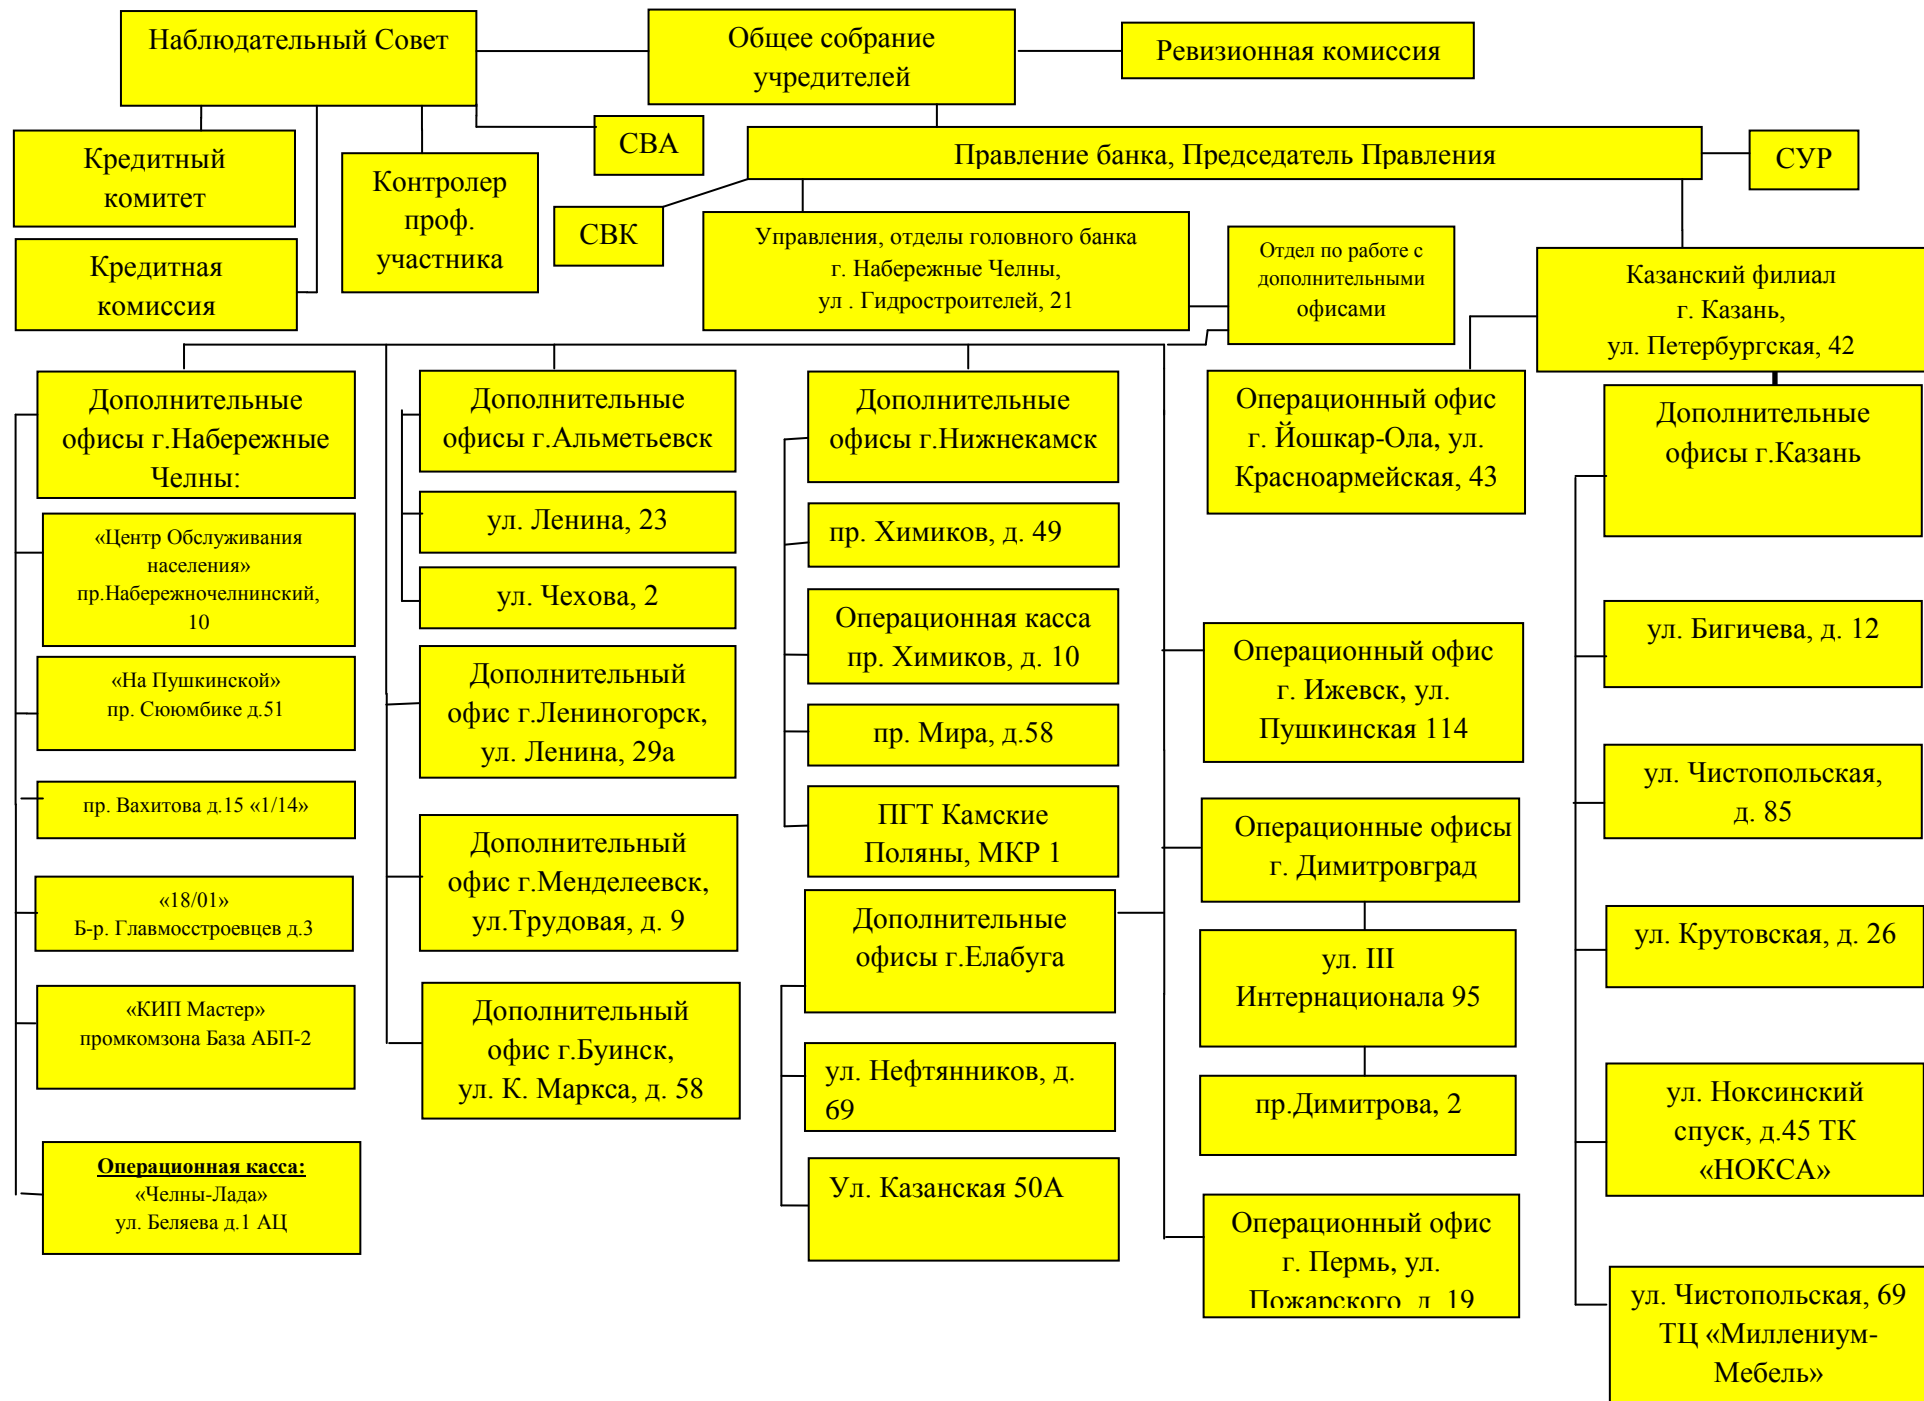 Наблюдательный Совет
Общее собрание
учредителей
Ревизионная комиссия
Кредитный
комитет
Кредитная
комиссия
Контролер
проф.
участника
СВА
Правление банка, Председатель Правления
СУР
СВК
Управления, отделы головного банка
г. Набережные Челны,
ул . Гидростроителей, 21
Отдел по работе с
дополнительными
офисами
Казанский филиал
г. Казань,
ул. Петербургская, 42
Дополнительные
офисы г.Набережные
Челны:
«Центр Обслуживания
населения»
пр.Набережночелнинский,
10
«На Пушкинской»
пр. Сююмбике д.51
пр. Вахитова д.15 «1/14»
«18/01»
Б-р. Главмосстроевцев д.3
«КИП Мастер»
промкомзона База АБП-2
Операционная касса:
«Челны-Лада»
ул. Беляева д.1 АЦ
Дополнительные
офисы г.Альметьевск
ул. Ленина, 23
ул. Чехова, 2
Дополнительный
офис г.Лениногорск,
ул. Ленина, 29а
Дополнительный
офис г.Менделеевск,
ул.Трудовая, д. 9
Дополнительный
офис г.Буинск,
ул. К. Маркса, д. 58
Дополнительные
офисы г.Нижнекамск
пр. Химиков, д. 49
Операционная касса
пр. Химиков, д. 10
пр. Мира, д.58
ПГТ Камские
Поляны, МКР 1
Дополнительные
офисы г.Елабуга
ул. Нефтянников, д.
69
Ул. Казанская 50А
Операционный офис
г. Йошкар-Ола, ул.
Красноармейская, 43
Операционный офис
г. Ижевск, ул.
Пушкинская 114
Операционные офисы
г. Димитровград
ул. III
Интернационала 95
пр.Димитрова, 2
Операционный офис
г. Пермь, ул.
Пожарского, д. 19
Дополнительные
офисы г.Казань
ул. Бигичева, д. 12
ул. Чистопольская,
д. 85
ул. Крутовская, д. 26
ул. Ноксинский
спуск, д.45 ТК
«НОКСА»
ул. Чистопольская, 69
ТЦ «Миллениум-
Мебель»